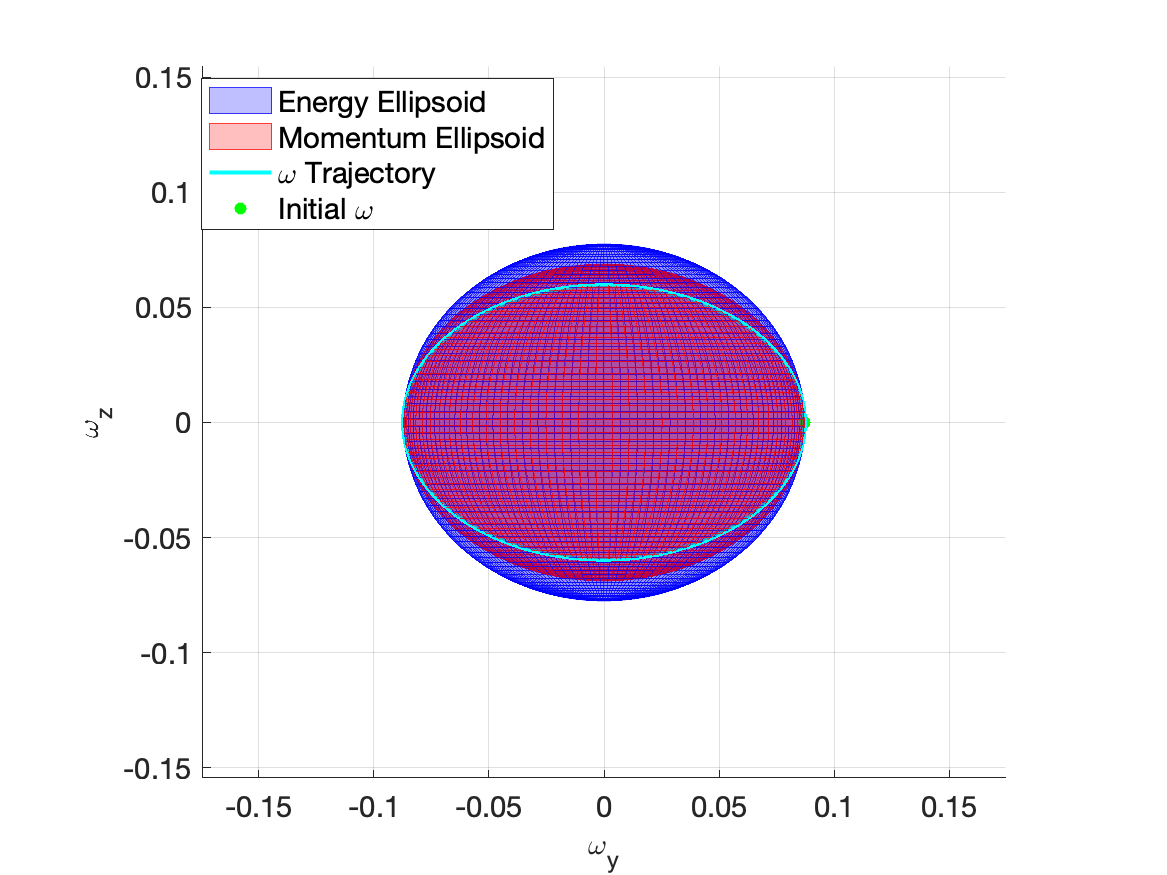 0.15
0.1
0.05
0
-0.05
-0.1
-0.15
ω_z
Energy Ellipsoid
Momentum Ellipsoid
ω Trajectory
Initial ω
-0.15 -0.1 -0.05 0 0.05 0.1 0.15
ω_y